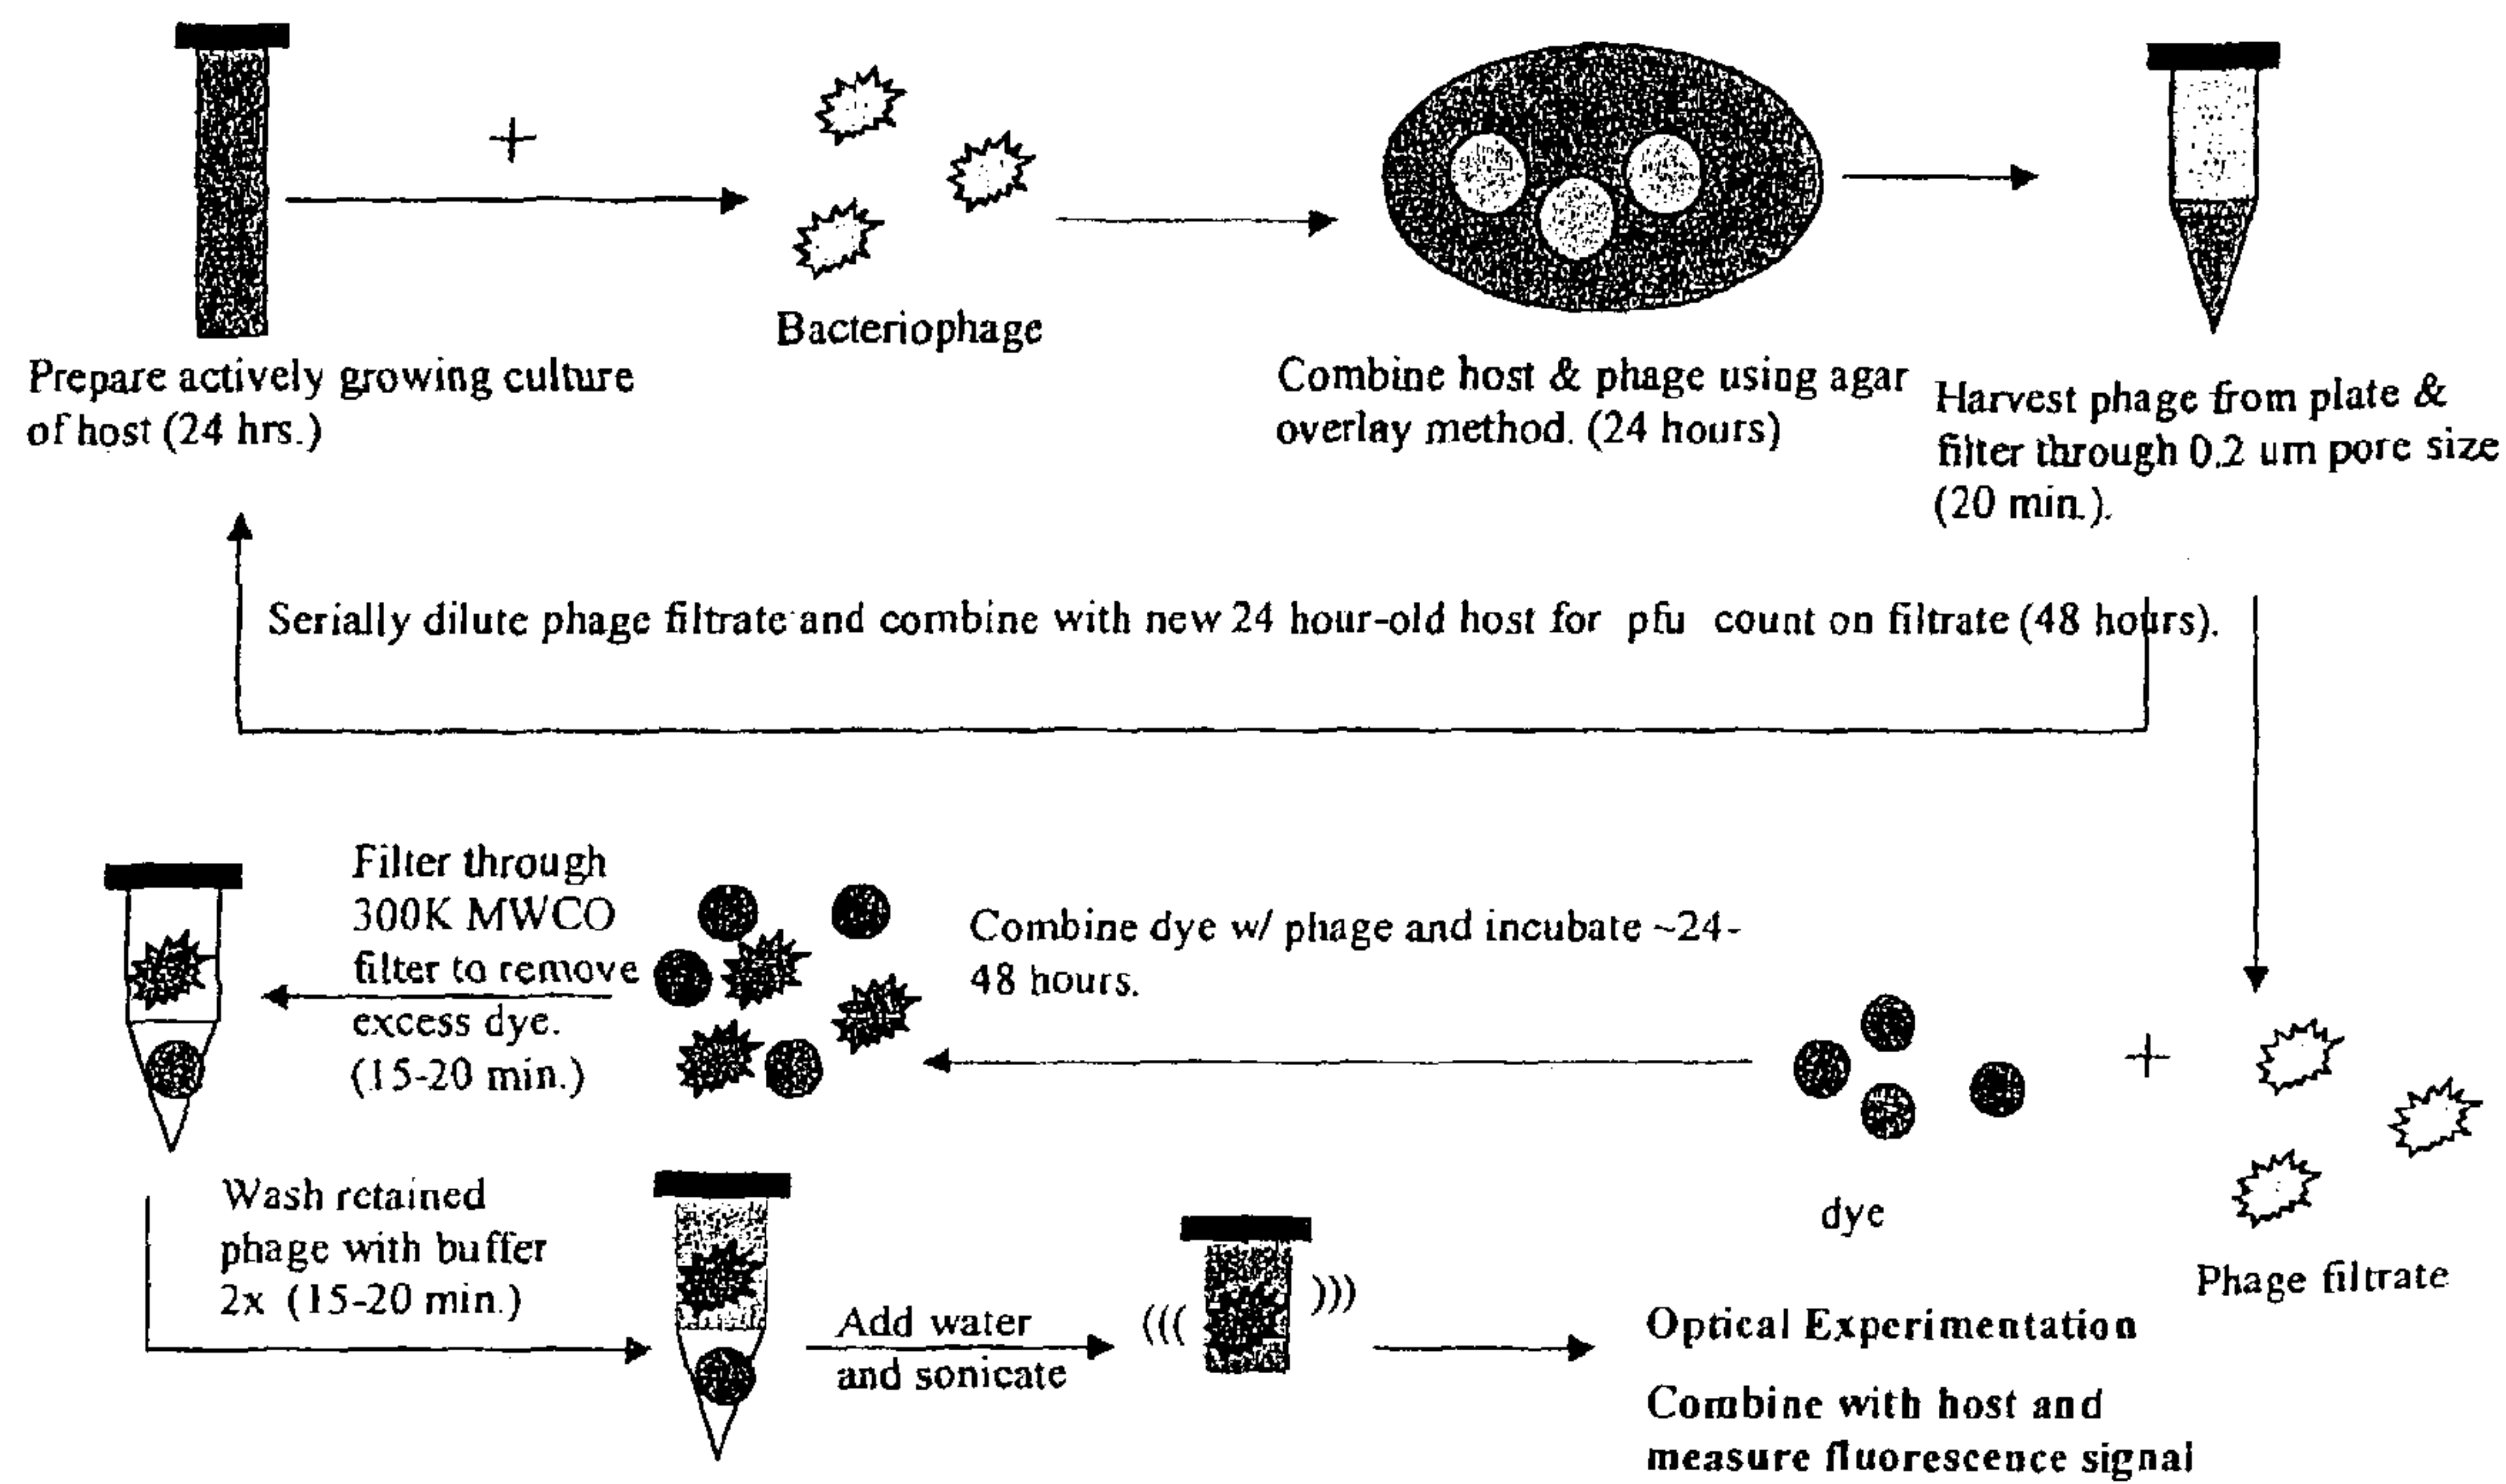 +
Bacteriophage
Prepare actively growing culture
of host (24 hrs.)
Combine host & phage using agar
overlay method. (24 hours)
Harvest phage from plate &
filter through 0.2 um pore size
(20 min.).
Serially dilute phage filtrate and combine with new 24 hour-old host for pfu count on filtrate (48 hours).
Filter through
300K MWCO
filter to remove
excess dye.
(15-20 min.)
Combine dye w/ phage and incubate ~24-
48 hours.
+
dye
Phage filtrate
Wash retained
phage with buffer
2x (15-20 min.)
Add water
and sonicate
((( )))
Optical Experimentation
Combine with host and
measure fluorescence signal